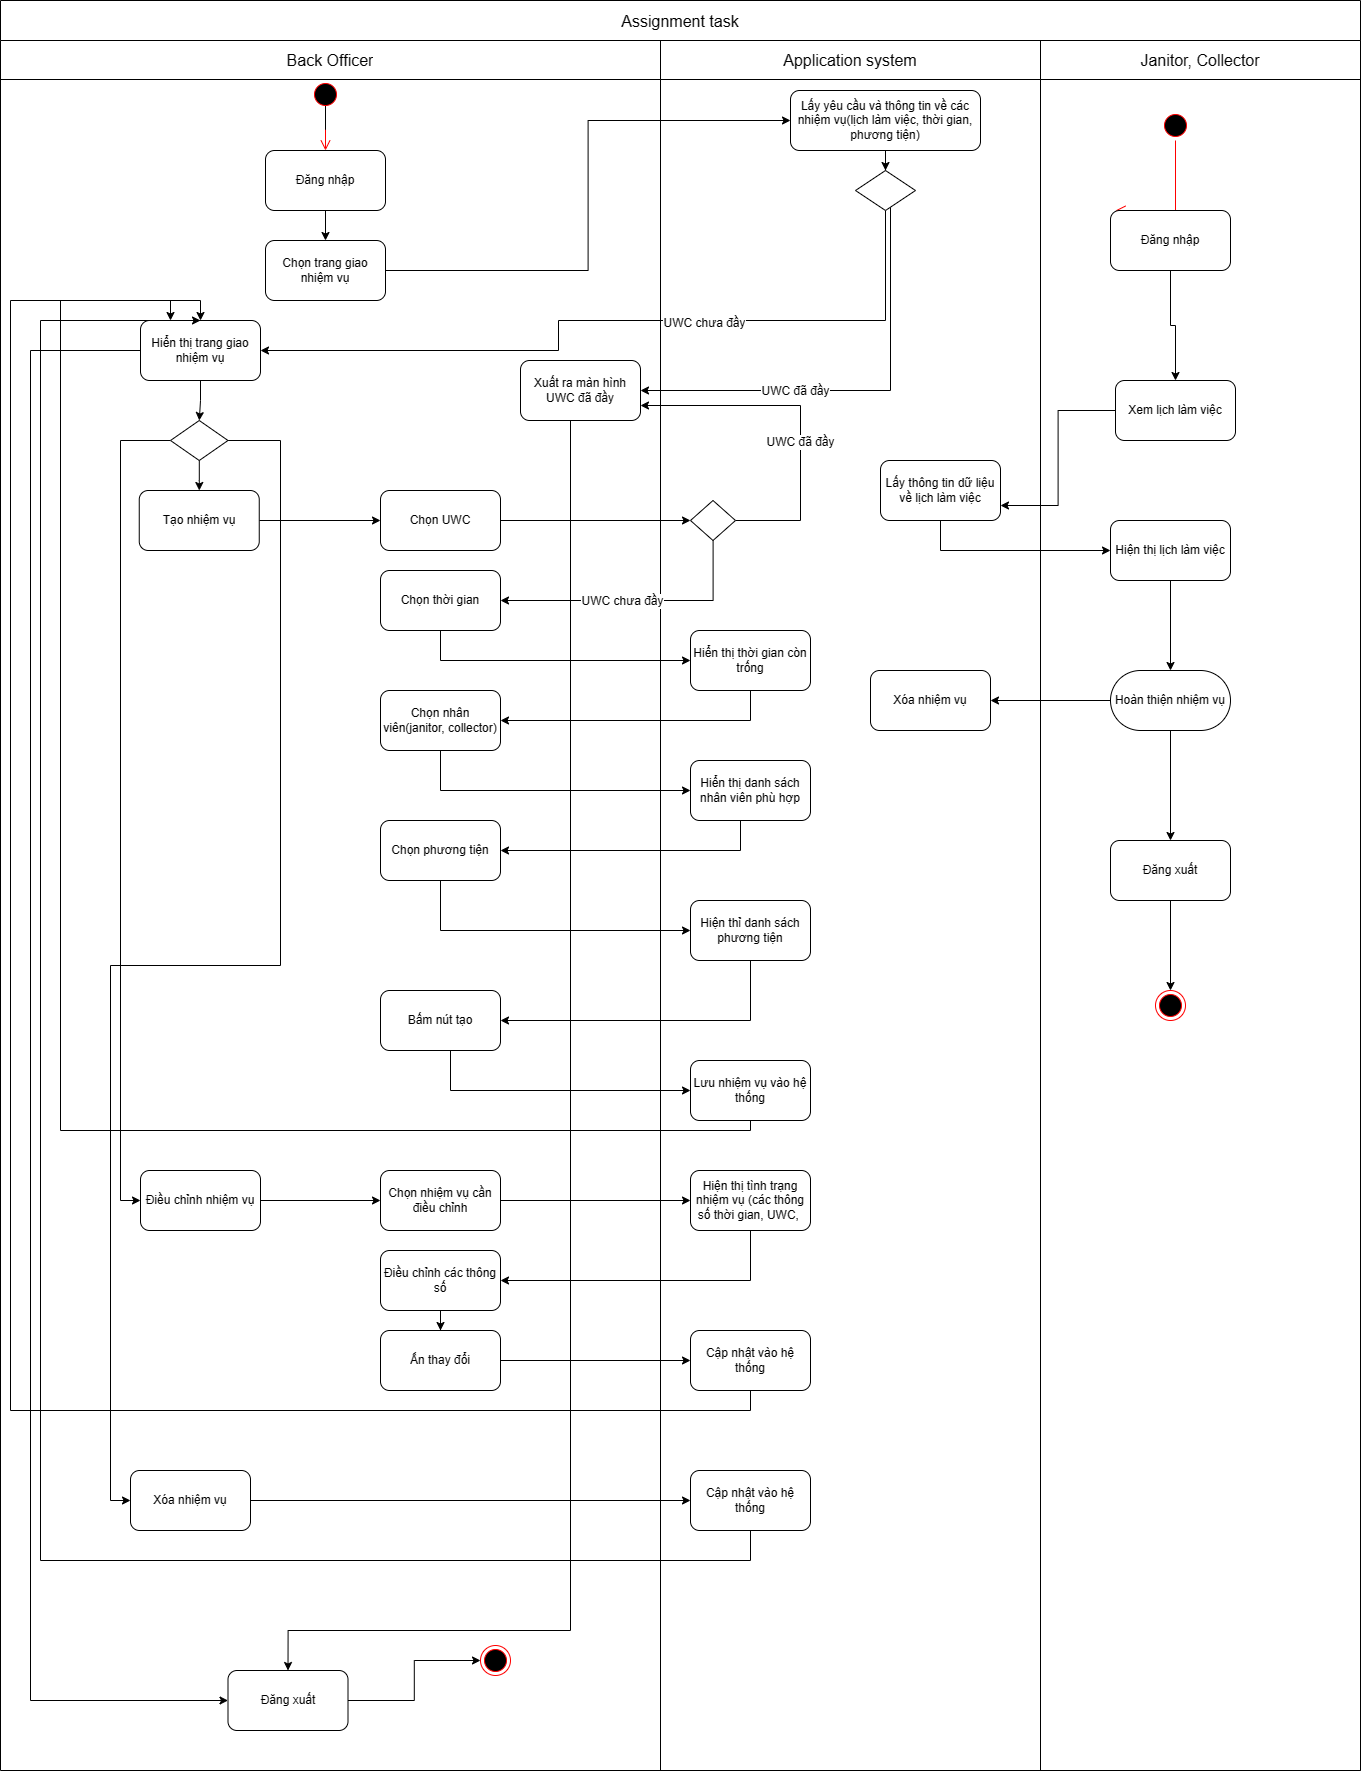 Assignment task
Back Officer
Application system
Janitor, Collector
Lấy yêu cầu và thông tin về các
nhiệm vụ(lịch làm việc, thời gian,
phương tiện)
Đăng nhập
Chọn trang giao
nhiệm vụ
Đăng nhập
UWC chưa đầy
Hiển thị trang giao
nhiệm vụ
Xuất ra màn hình
UWC đã đầy
UWC đã đầy
Xem lịch làm việc
UWC đã đầy
Lấy thông tin dữ liệu
về lịch làm việc
Tạo nhiệm vụ
Chọn UWC
Hiện thị lịch làm việc
Chọn thời gian
UWC chưa đầy
Hiển thị thời gian còn
trống
Xóa nhiệm vụ
Hoàn thiện nhiệm vụ
Chọn nhân
viên(janitor, collector)
Hiển thị danh sách
nhân viên phù hợp
Chọn phương tiện
Đăng xuất
Hiện thỉ danh sách
phương tiện
Bấm nút tạo
Lưu nhiệm vụ vào hệ
thống
Điều chỉnh nhiệm vụ
Chọn nhiệm vụ cần
điều chỉnh
Hiện thị tình trạng
nhiệm vụ (các thông
số thời gian, UWC,
Điều chỉnh các thông
số
Ấn thay đổi
Cập nhật vào hệ
thống
Xóa nhiệm vụ
Cập nhật vào hệ
thống
Đăng xuất